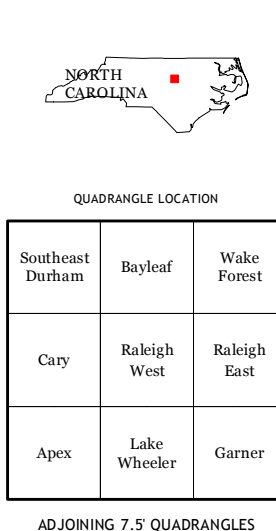 NORTH
CAROLINA
QUADRANGLE LOCATION
Southeast
Durham
Bayleaf
Wake
Forest
Cary
Raleigh
West
Raleigh
East
Apex
Lake
Wheeler
Garner
ADJOINING 7.5' QUADRANGLES